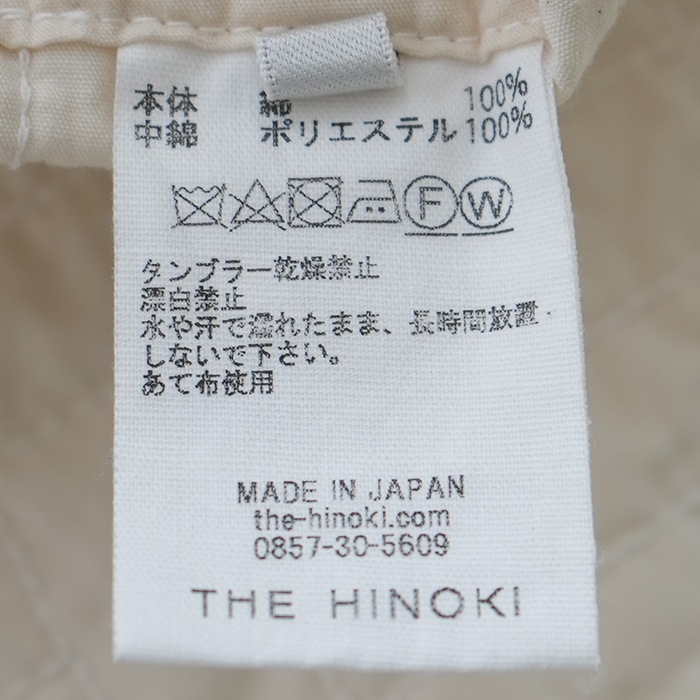 本体 綿 100%
中綿 ポリエステル 100%
F W
タンブラー乾燥禁止
漂白禁止
水や汗で濡れたまま、長時間放置
しないで下さい。
あて布使用
MADE IN JAPAN
the-hinoki.com
0857-30-5609
THE HINOKI